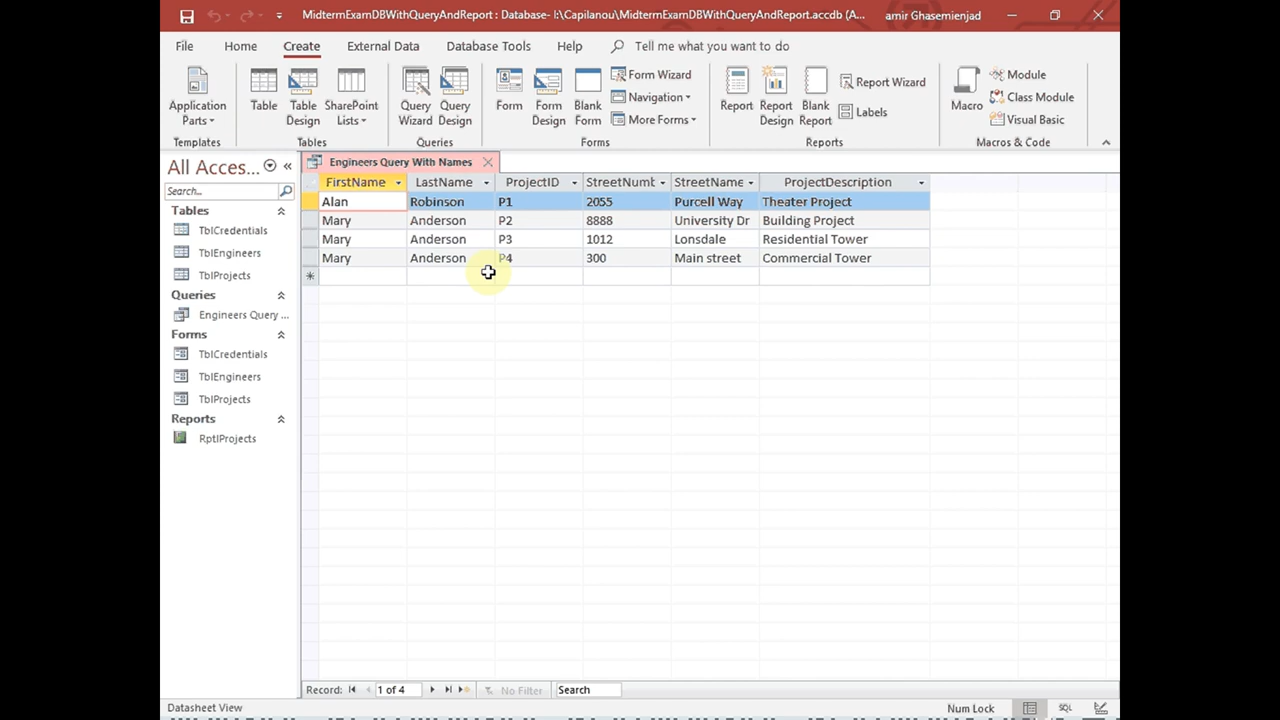 MidtermExamDBWithQueryAndReport : Database- I:\Capilanou\MidtermExamDBWithQueryAndReport.accdb (A... amir Ghasemienjad
File Home Create External Data Database Tools Help Tell me what you want to do
Application Parts Table Table Design SharePoint Lists Query Wizard Query Design Form Form Design Blank Form Form Wizard Navigation More Forms Report Report Design Blank Report Report Wizard Labels Macro Module Class Module Visual Basic
Templates Tables Queries Forms Reports Macros & Code
All Acces... «
Engineers Query With Names
Search...
FirstName LastName ProjectID StreetNumb StreetName ProjectDescription
Alan Robinson P1 2055 Purcell Way Theater Project
Mary Anderson P2 8888 University Dr Building Project
Mary Anderson P3 1012 Lonsdale Residential Tower
Mary Anderson P4 300 Main street Commercial Tower
Tables
TblCredentials
TblEngineers
TblProjects
Queries
Engineers Query ...
Forms
TblCredentials
TblEngineers
TblProjects
Reports
RptlProjects
Record: 1 of 4 No Filter Search
Datasheet View Num Lock SQL